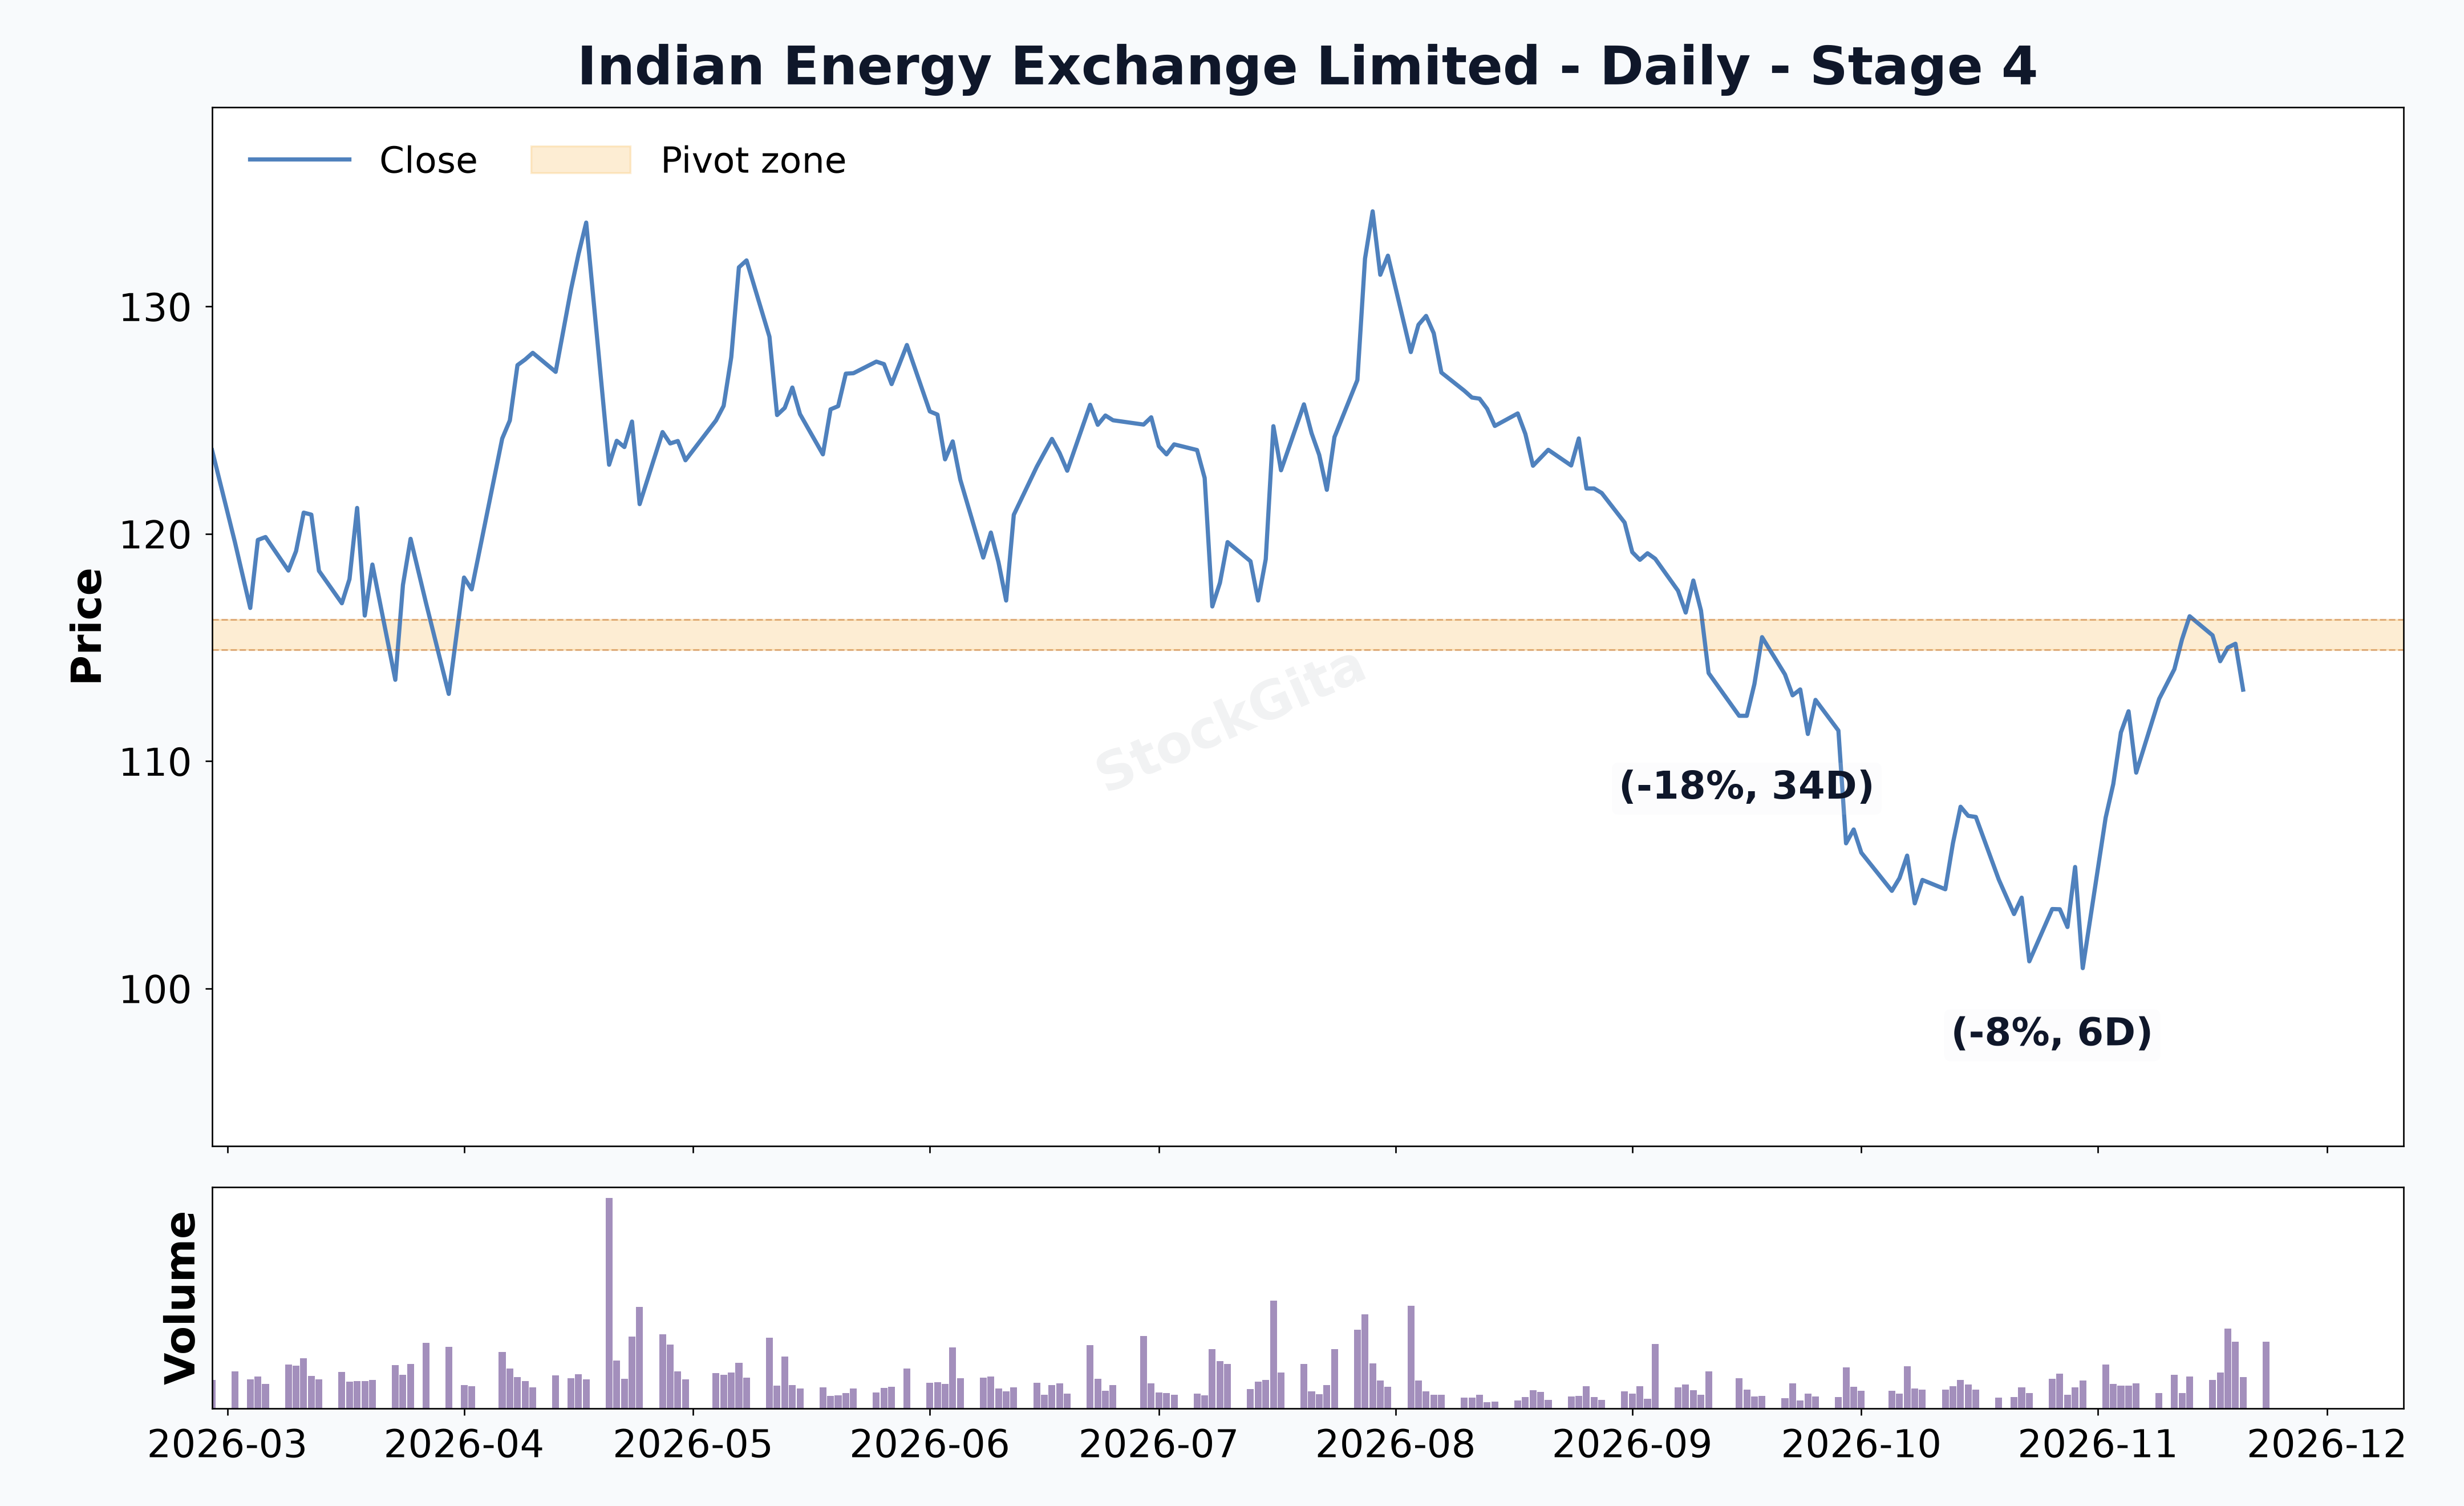 Indian Energy Exchange Limited - Daily - Stage 4
Close
Pivot zone
130
120
110
100
Price
StockGita
(-18%, 34D)
(-8%, 6D)
Volume
2026-03
2026-04
2026-05
2026-06
2026-07
2026-08
2026-09
2026-10
2026-11
2026-12